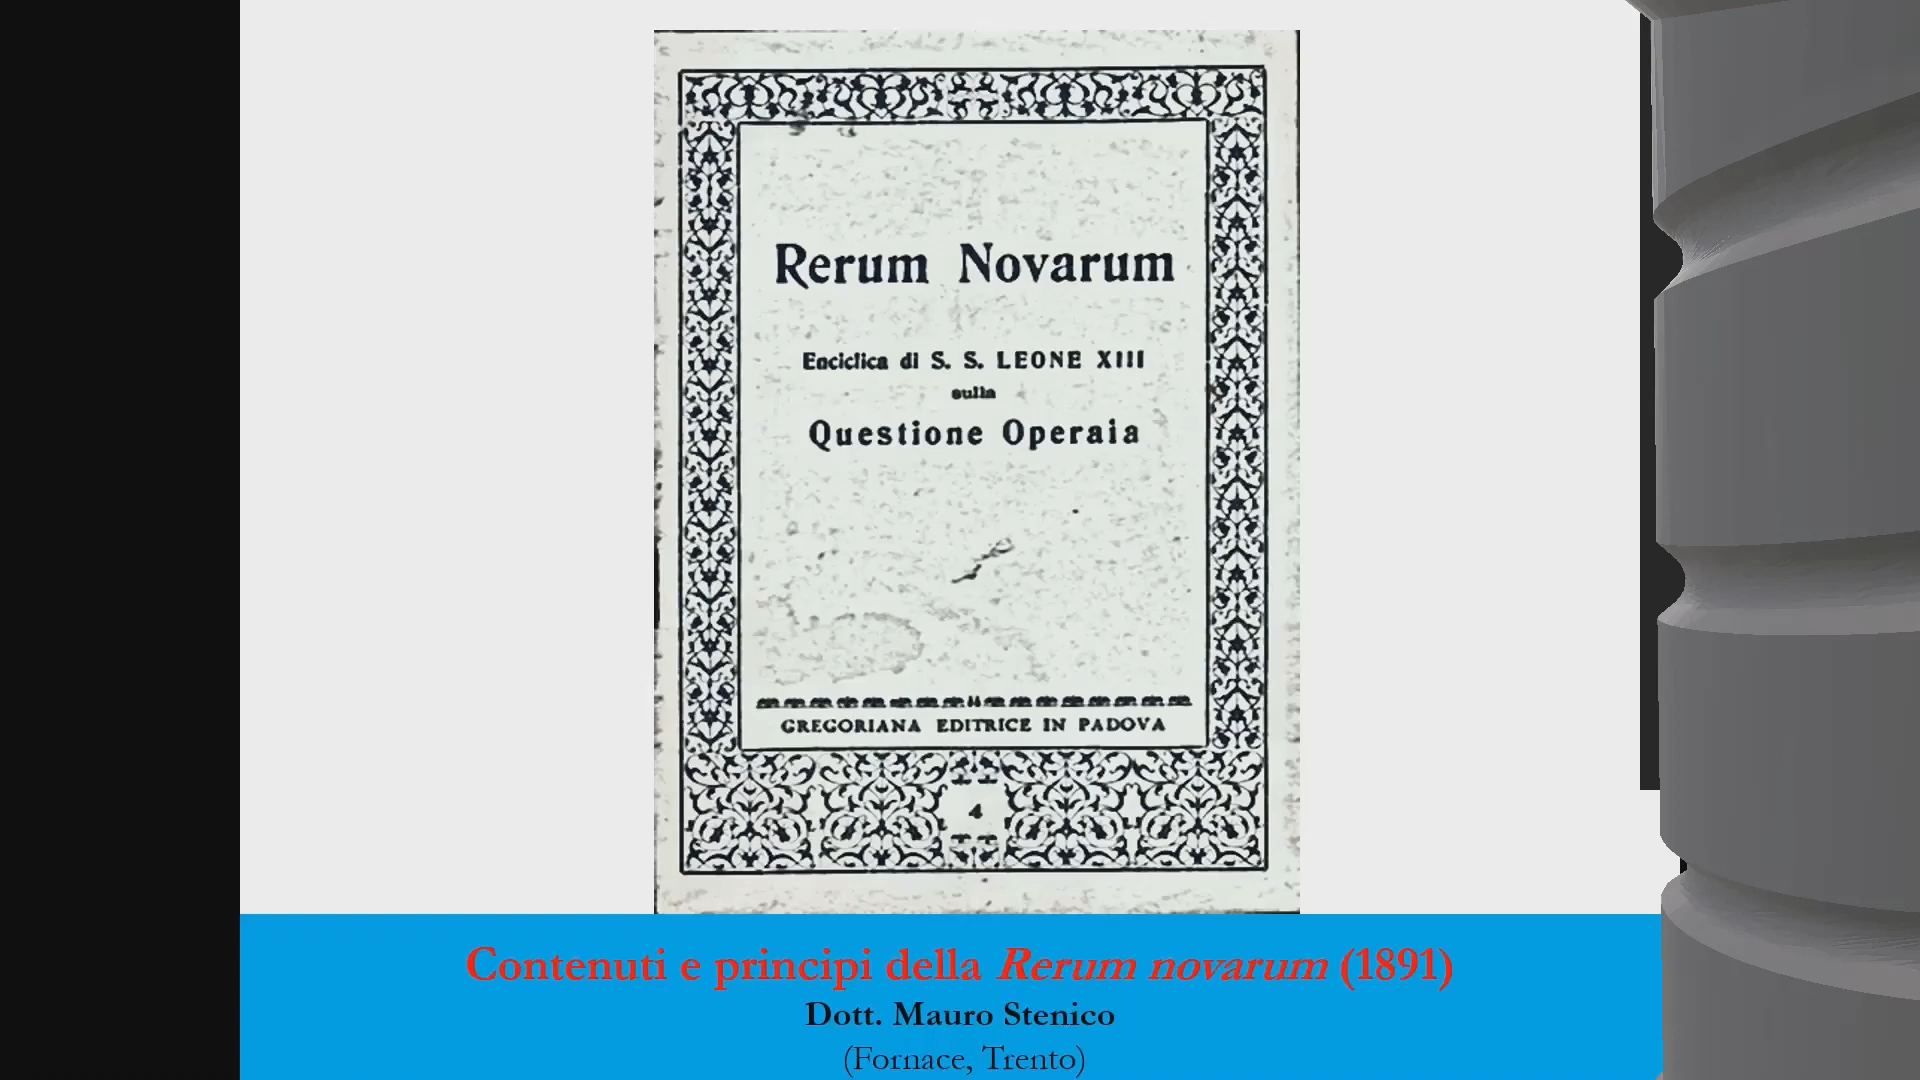 Rerum Novarum
Enciclica di S. S. LEONE XIII
sulla
Questione Operaia
GREGORIANA EDITRICE IN PADOVA
4
Contenuti e principi della Rerum novarum (1891)
Dott. Mauro Stenico
(Fornace, Trento)